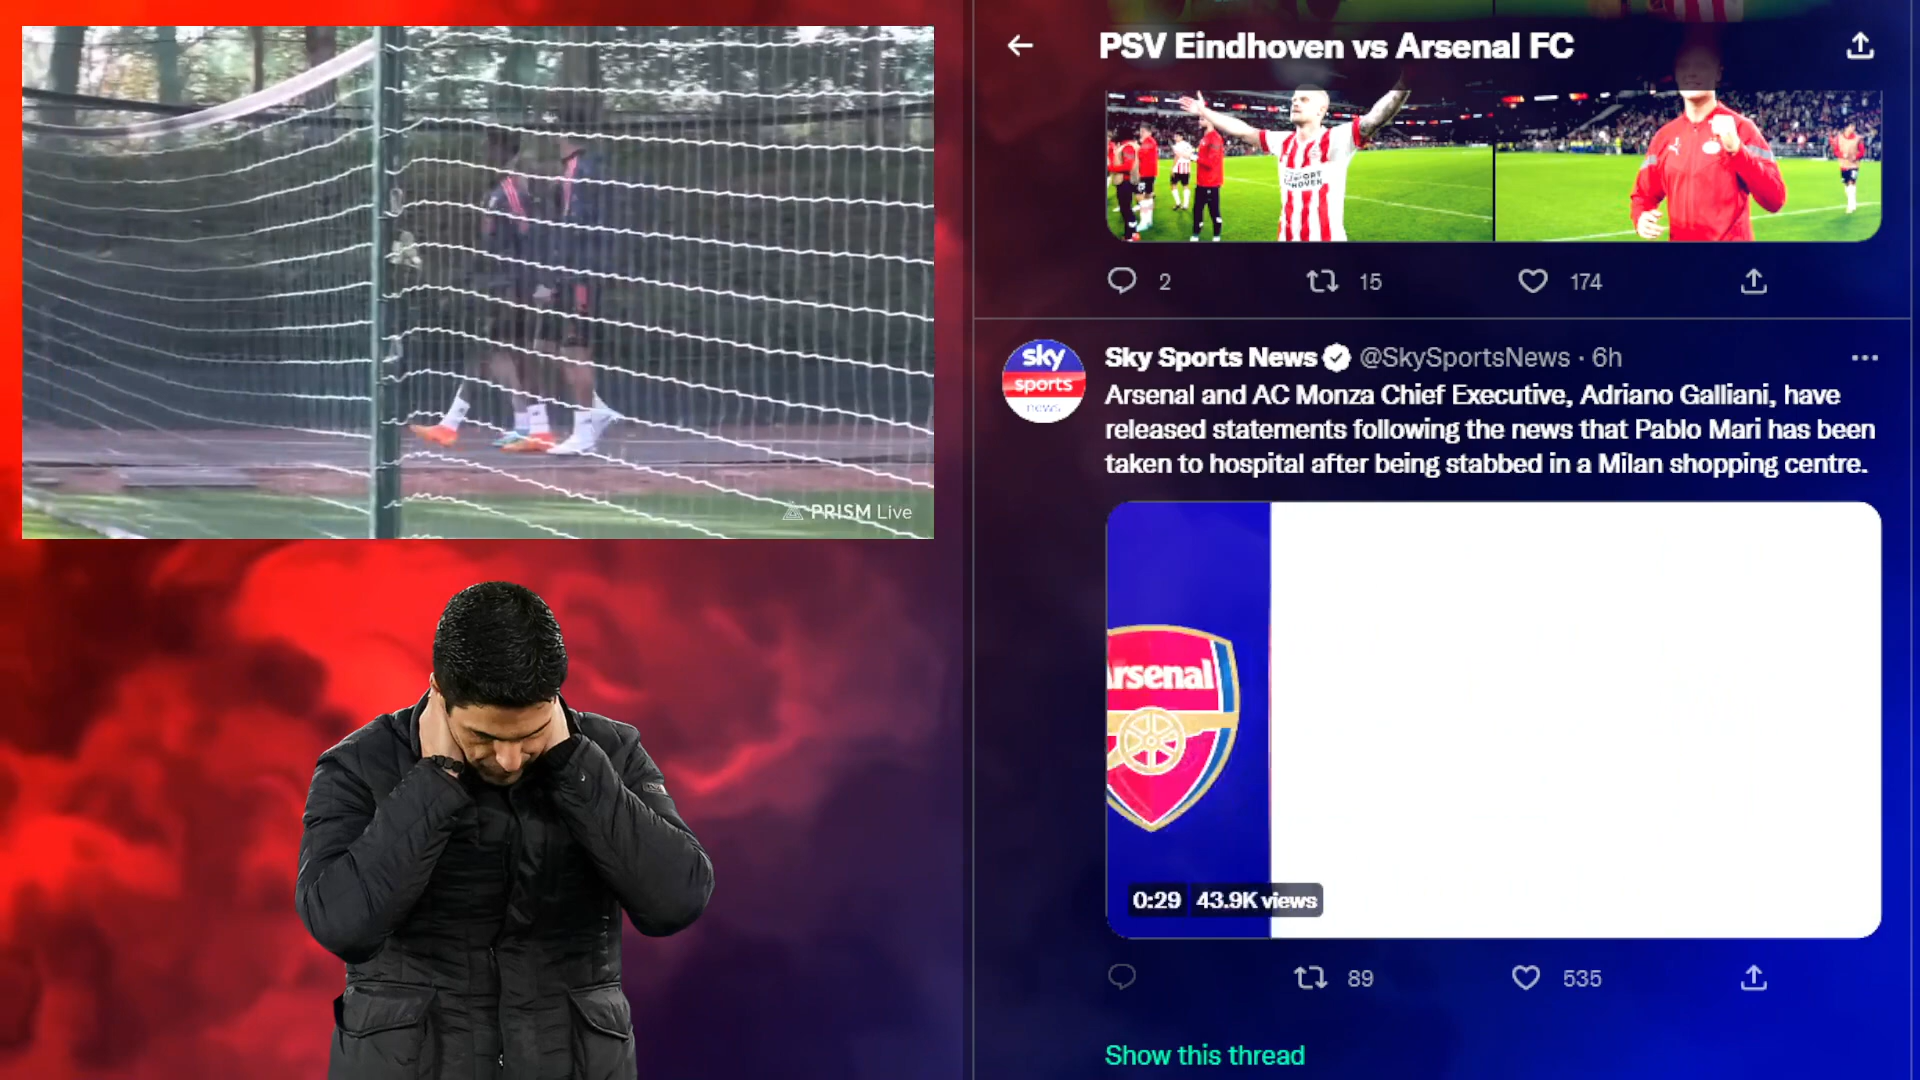 PRISM Live
PSV Eindhoven vs Arsenal FC
2
15
174
sky
sports
news
Sky Sports News @SkySportsNews · 6h
Arsenal and AC Monza Chief Executive, Adriano Galliani, have
released statements following the news that Pablo Mari has been
taken to hospital after being stabbed in a Milan shopping centre.
Arsenal
0:29 43.9K views
89
535
Show this thread